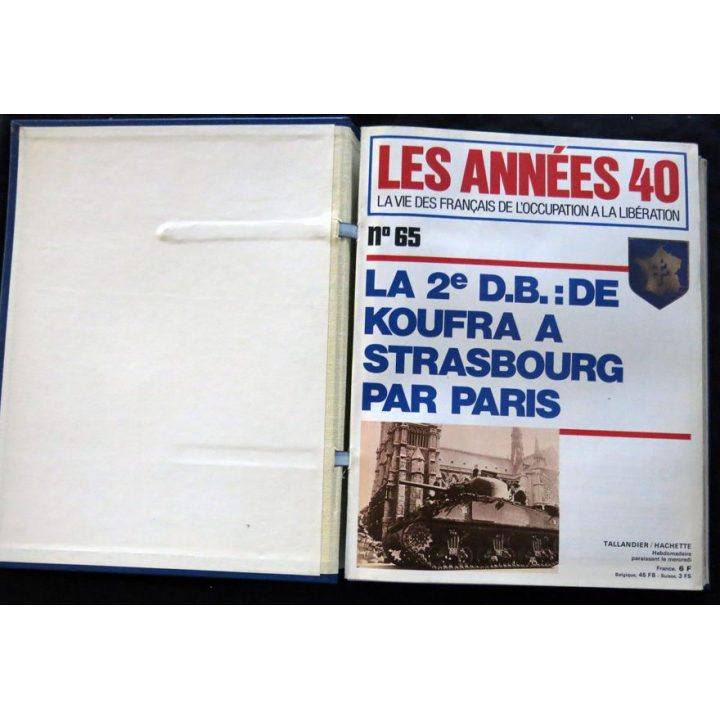 LES ANNÉES 40
LA VIE DES FRANÇAIS DE L'OCCUPATION A LA LIBÉRATION
nº 65
LA 2e D.B. : DE
KOUFRA A
STRASBOURG
PAR PARIS
TALLANDIER / HACHETTE
Hebdomadaire
paraissant le mercredi
France, 6 F
Belgique, 45 FB - Suisse, 3 FS